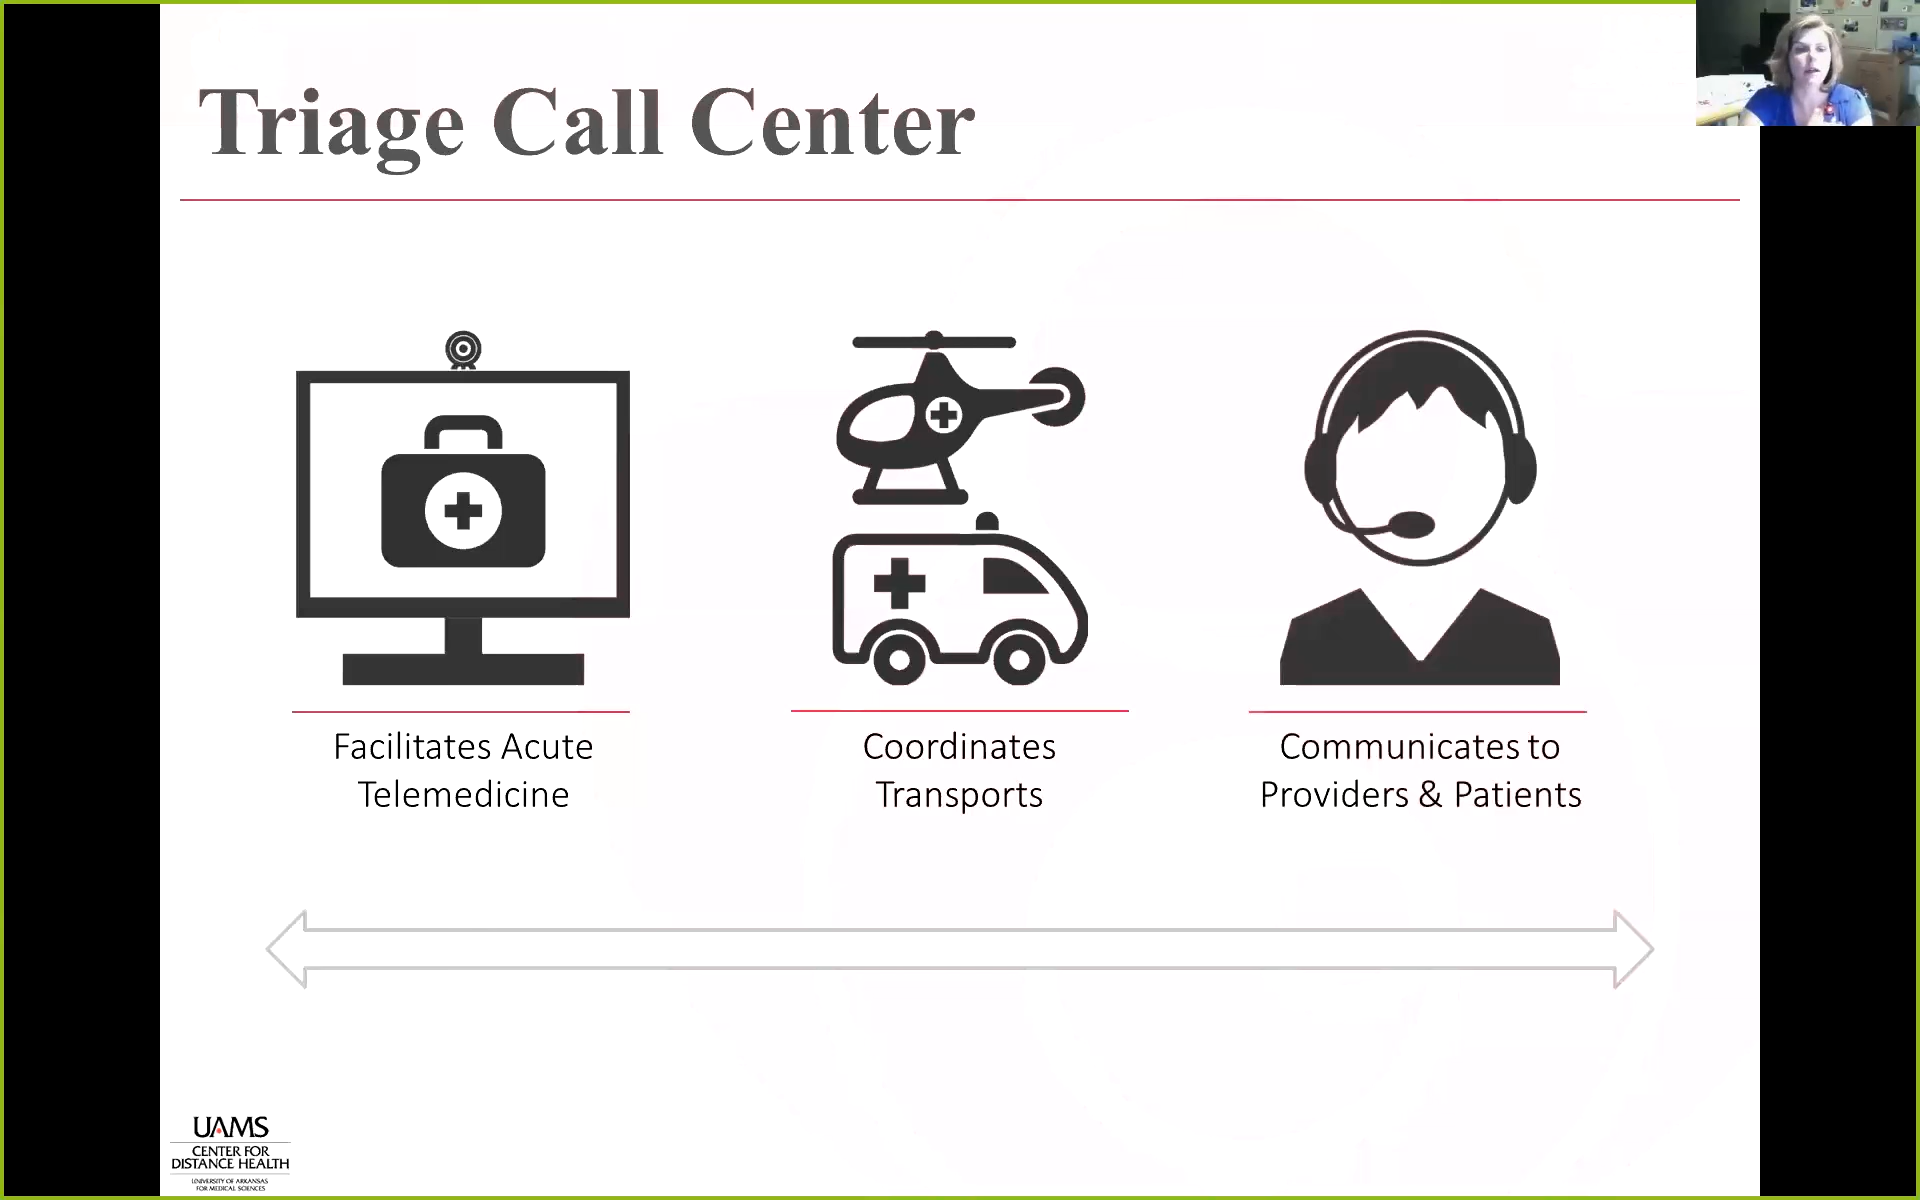 Triage Call Center
Facilitates Acute
Telemedicine
Coordinates
Transports
Communicates to
Providers & Patients
UAMS
CENTER FOR
DISTANCE HEALTH
UNIVERSITY OF ARKANSAS
FOR MEDICAL SCIENCES